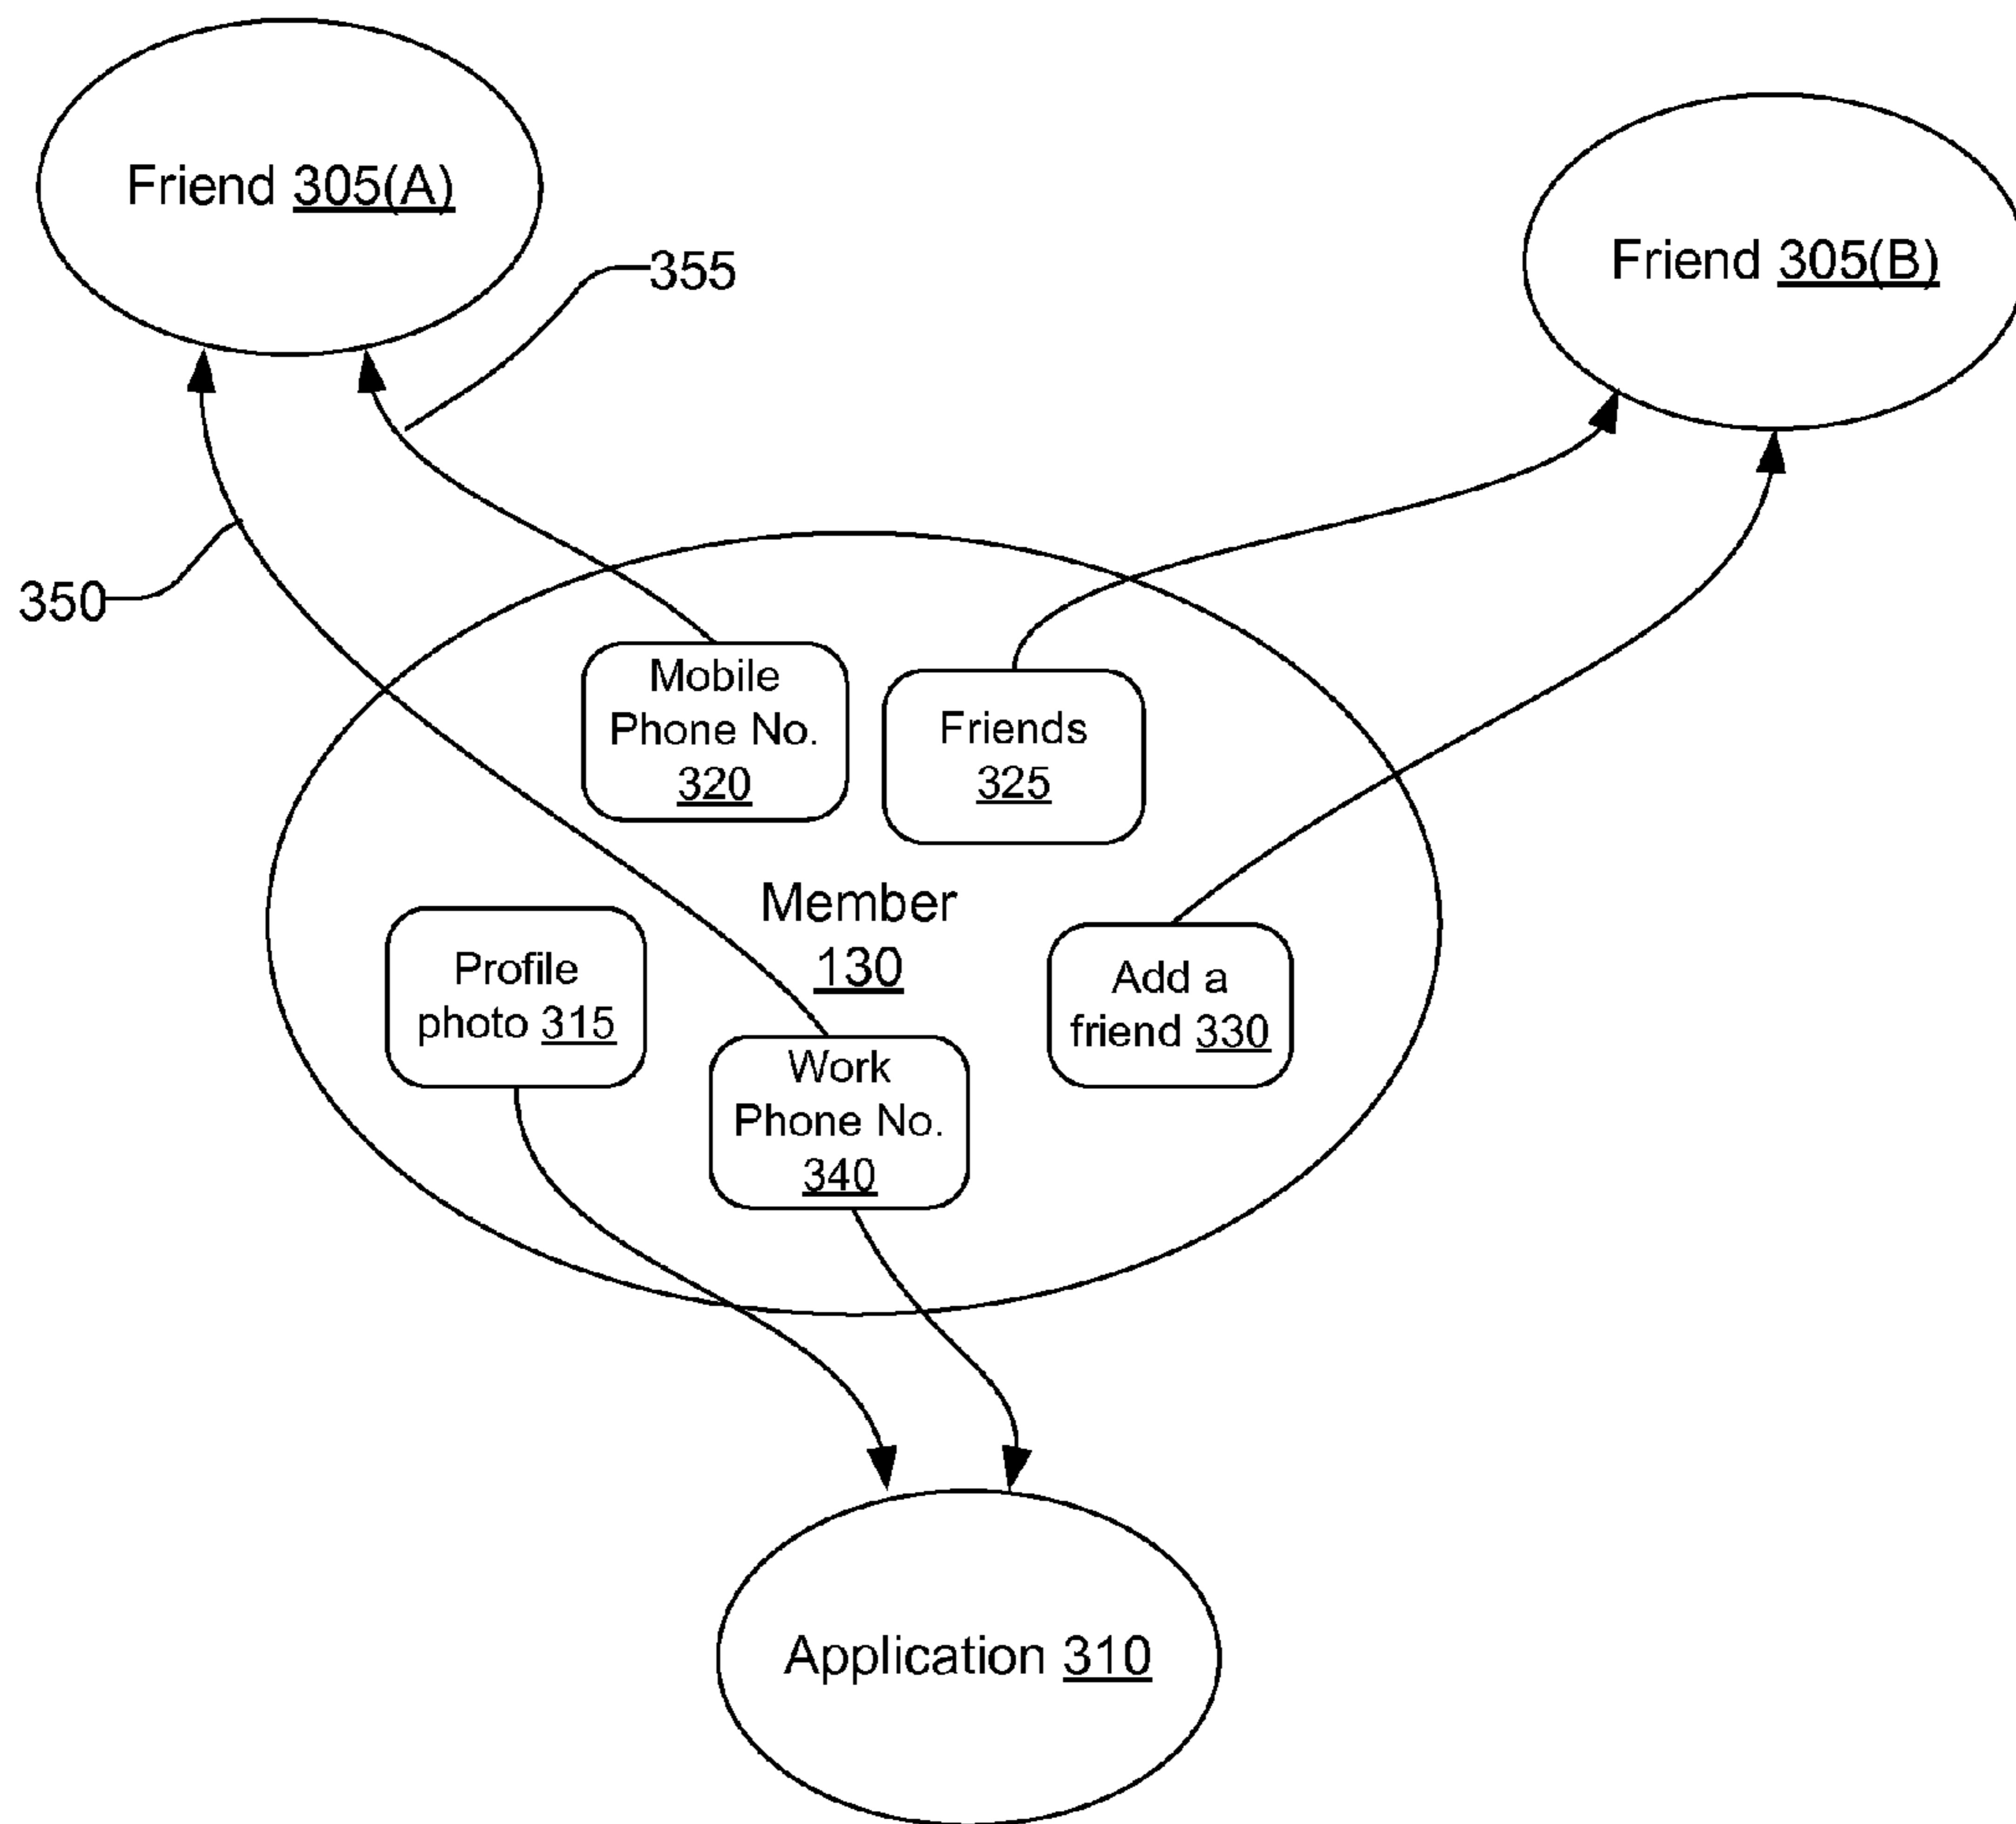 Friend 305(A)
Friend 305(B)
355
350
Mobile
Phone No.
320
Friends
325
Member
130
Profile
photo 315
Add a
friend 330
Work
Phone No.
340
Application 310